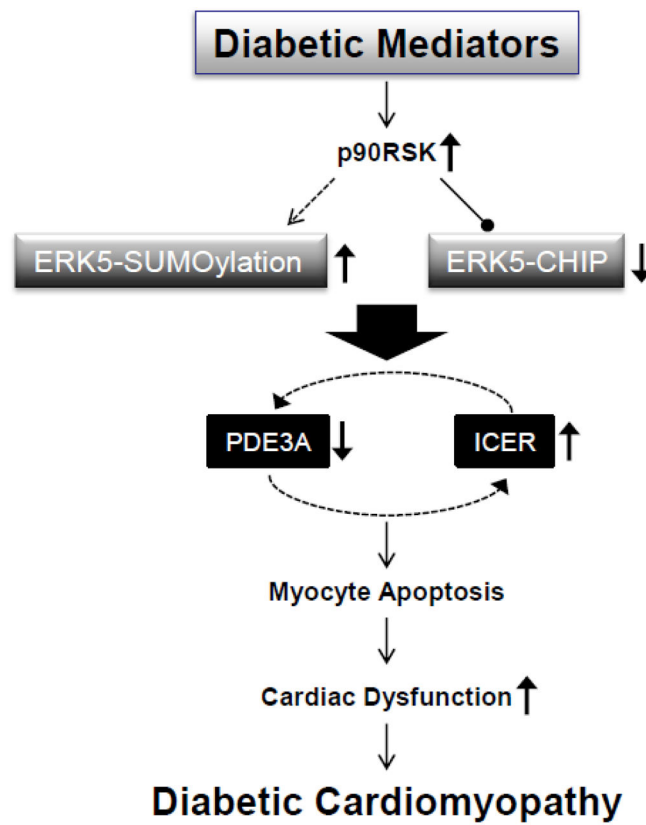 Diabetic Mediators
p90RSK
ERK5-SUMOylation
ERK5-CHIP
PDE3A
ICER
Myocyte Apoptosis
Cardiac Dysfunction
Diabetic Cardiomyopathy